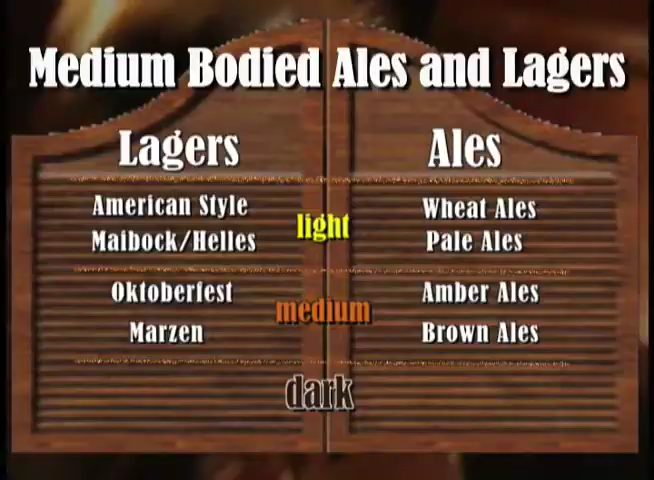 Medium Bodied Ales and Lagers
Lagers
Ales
light
American Style
Wheat Ales
Maibock/Helles
Pale Ales
medium
Oktoberfest
Amber Ales
Marzen
Brown Ales
dark